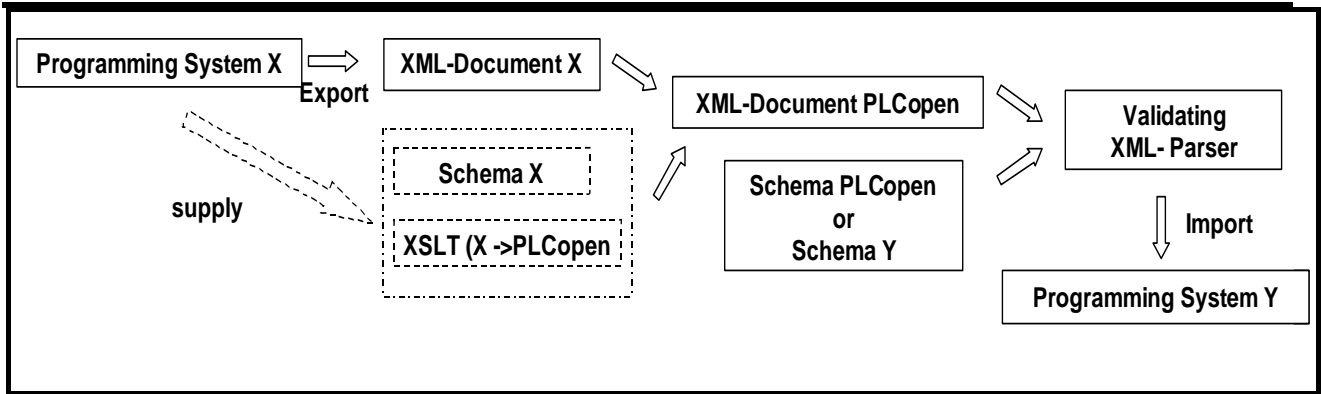 Programming System X
Export
XML-Document X
supply
Schema X
XSLT (X ->PLCopen
XML-Document PLCopen
Schema PLCopen
or
Schema Y
Validating
XML- Parser
Import
Programming System Y